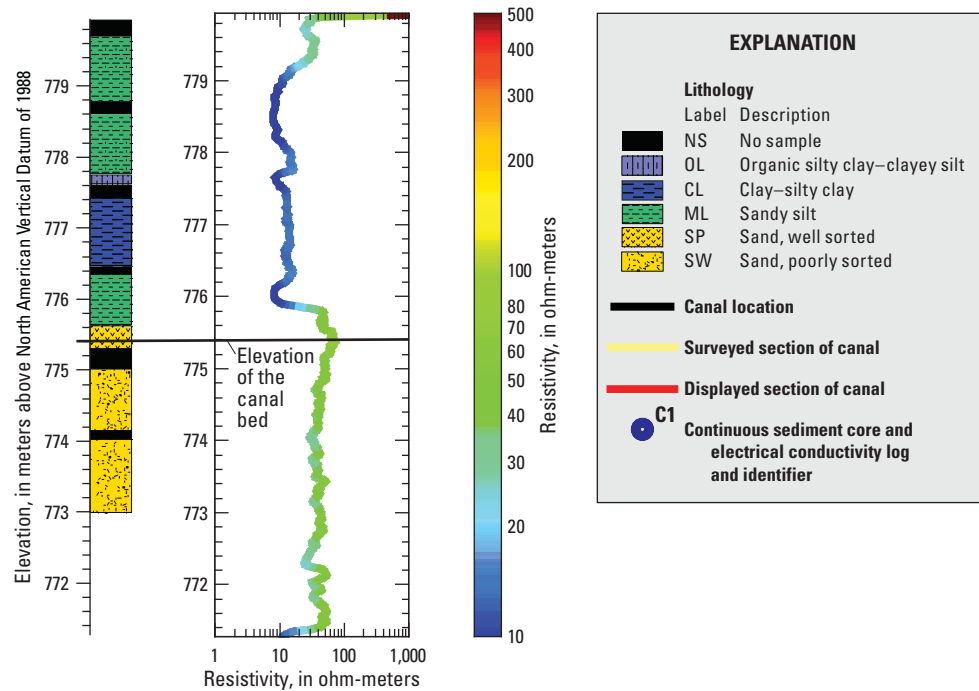 Elevation, in meters above North American Vertical Datum of 1988
779
778
777
776
775
774
773
772
779
778
777
776
775
774
773
772
Elevation
of the
canal
bed
1
10
100
1,000
Resistivity, in ohm-meters
500
400
300
200
100
80
70
60
50
40
30
20
10
Resistivity, in ohm-meters
EXPLANATION
Lithology
Label Description
NS No sample
OL Organic silty clay–clayey silt
CL Clay–silty clay
ML Sandy silt
SP Sand, well sorted
SW Sand, poorly sorted
Canal location
Surveyed section of canal
Displayed section of canal
C1
Continuous sediment core and
electrical conductivity log
and identifier